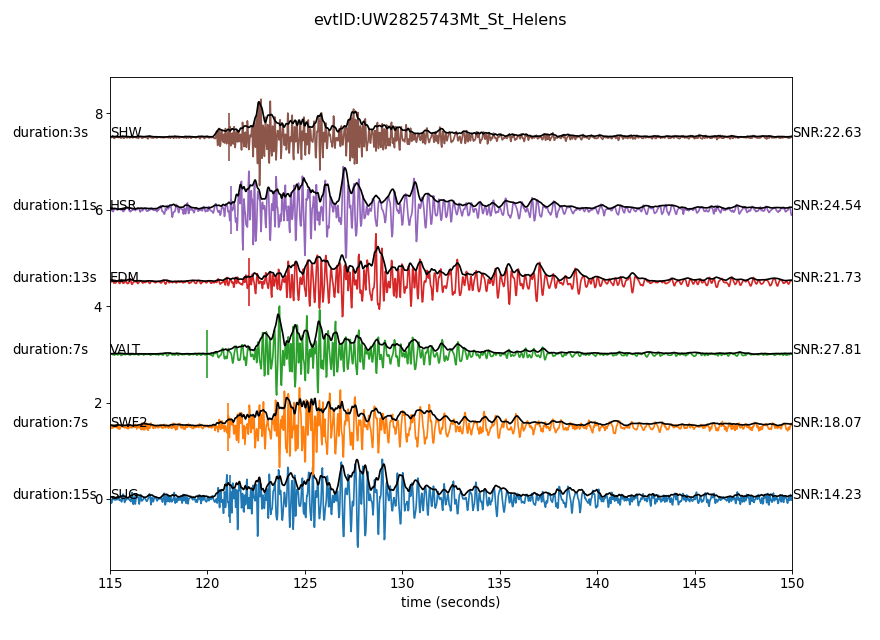 evtID:UW2825743Mt_St_Helens
8
duration:3s SHW SNR:22.63
duration:11s HSR SNR:24.54
6
duration:13s EDM SNR:21.73
4
duration:7s VALT SNR:27.81
2
duration:7s SWF2 SNR:18.07
duration:15s SUG SNR:14.23
0
115 120 125 130 135 140 145 150
time (seconds)